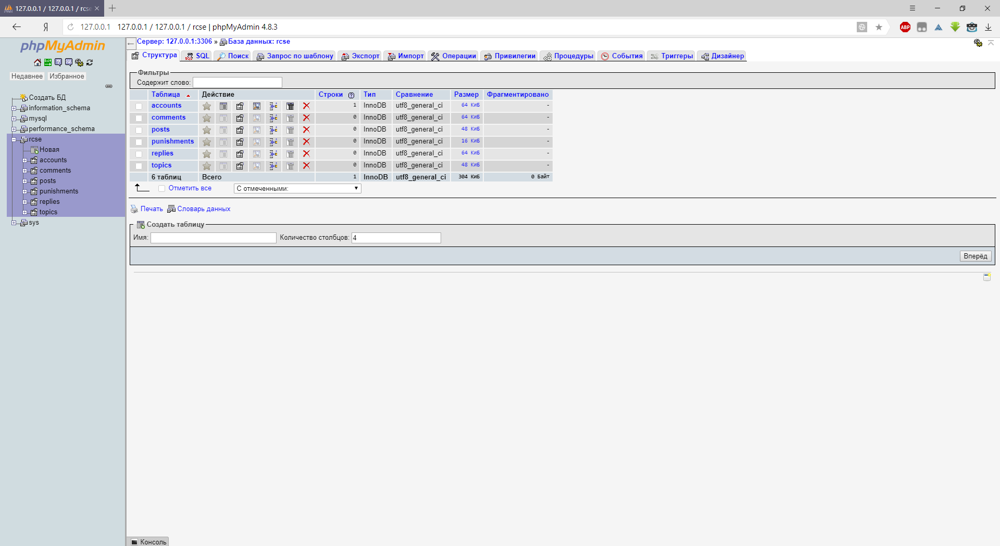 127.0.0.1 / 127.0.0.1 / rcse
Я 127.0.0.1 127.0.0.1 / 127.0.0.1 / rcse | phpMyAdmin 4.8.3
ABP
phpMyAdmin
Недавнее Избранное
Создать БД
information_schema
mysql
performance_schema
rcse
Новая
accounts
comments
posts
punishments
replies
topics
sys
Сервер: 127.0.0.1:3306 » База данных: rcse
Структура SQL Поиск Запрос по шаблону Экспорт Импорт Операции Привилегии Процедуры События Триггеры Дизайнер
Фильтры
Содержит слово:
Таблица Действие Строки Тип Сравнение Размер Фрагментировано
accounts 1 InnoDB utf8_general_ci 64 КиБ -
comments 0 InnoDB utf8_general_ci 64 КиБ -
posts 0 InnoDB utf8_general_ci 48 КиБ -
punishments 0 InnoDB utf8_general_ci 16 КиБ -
replies 0 InnoDB utf8_general_ci 64 КиБ -
topics 0 InnoDB utf8_general_ci 48 КиБ -
6 таблиц Всего 1 InnoDB utf8_general_ci 304 КиБ 0 Байт
Отметить все С отмеченными:
Печать Словарь данных
Создать таблицу
Имя: Количество столбцов: 4
Вперёд
Консоль